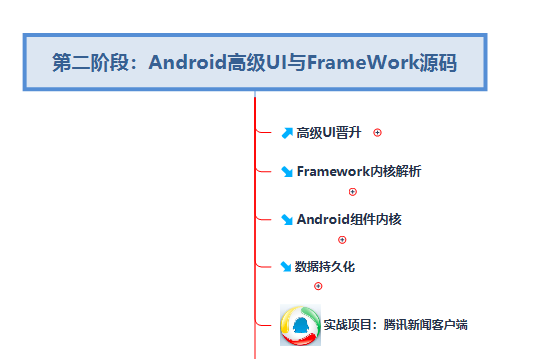 第二阶段：Android高级UI与FrameWork源码
高级UI晋升
Framework内核解析
Android组件内核
数据持久化
实战项目：腾讯新闻客户端